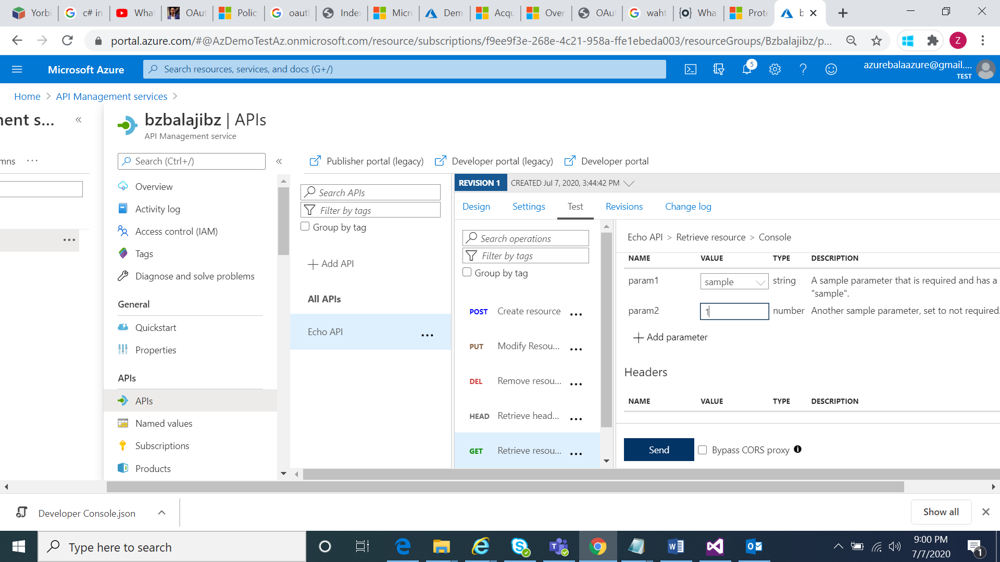 Yorbi
c# in
What
OAut
Policy
oauth
Index
Micro
Dem
Acqu
Over
OAut
waht
What
Prote
b
portal.azure.com/#@AzDemoTestAz.onmicrosoft.com/resource/subscriptions/f9ee9f3e-268e-4c21-958a-ffe1ebeda003/resourceGroups/Bzbalajibz/p...
Z
Microsoft Azure
Search resources, services, and docs (G+/)
5
azurebalaazure@gmail....
TEST
Home > API Management services >
nent s...
«
bzbalajibz | APIs
API Management service
mns ...
Search (Ctrl+/)
«
Publisher portal (legacy)
Developer portal (legacy)
Developer portal
Overview
Activity log
Access control (IAM)
Tags
Diagnose and solve problems
General
Quickstart
Properties
APIs
APIs
Named values
Subscriptions
Products
Search APIs
Filter by tags
Group by tag
+ Add API
All APIs
Echo API ...
REVISION 1 CREATED Jul 7, 2020, 3:44:42 PM
Design
Settings
Test
Revisions
Change log
Search operations
Filter by tags
Group by tag
POST Create resource ...
PUT Modify Resou... ...
DEL Remove resou... ...
HEAD Retrieve head... ...
GET Retrieve resou... ...
Echo API > Retrieve resource > Console
NAME VALUE TYPE DESCRIPTION
param1 sample string A sample parameter that is required and has a
"sample".
param2 1 number Another sample parameter, set to not required.
+ Add parameter
Headers
NAME VALUE TYPE DESCRIPTION
Send
Bypass CORS proxy
Developer Console.json
Show all
Type here to search
9:00 PM
7/7/2020
1